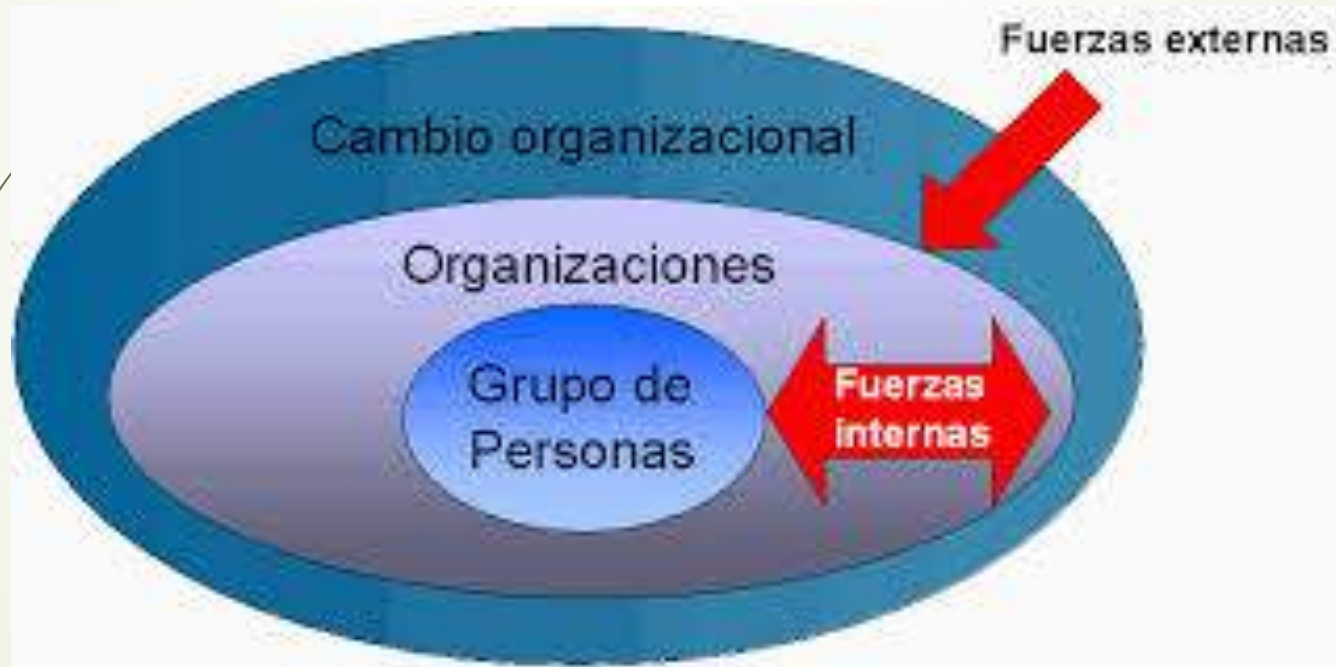 Fuerzas externas
Cambio organizacional
Organizaciones
Grupo de
Personas
Fuerzas
internas